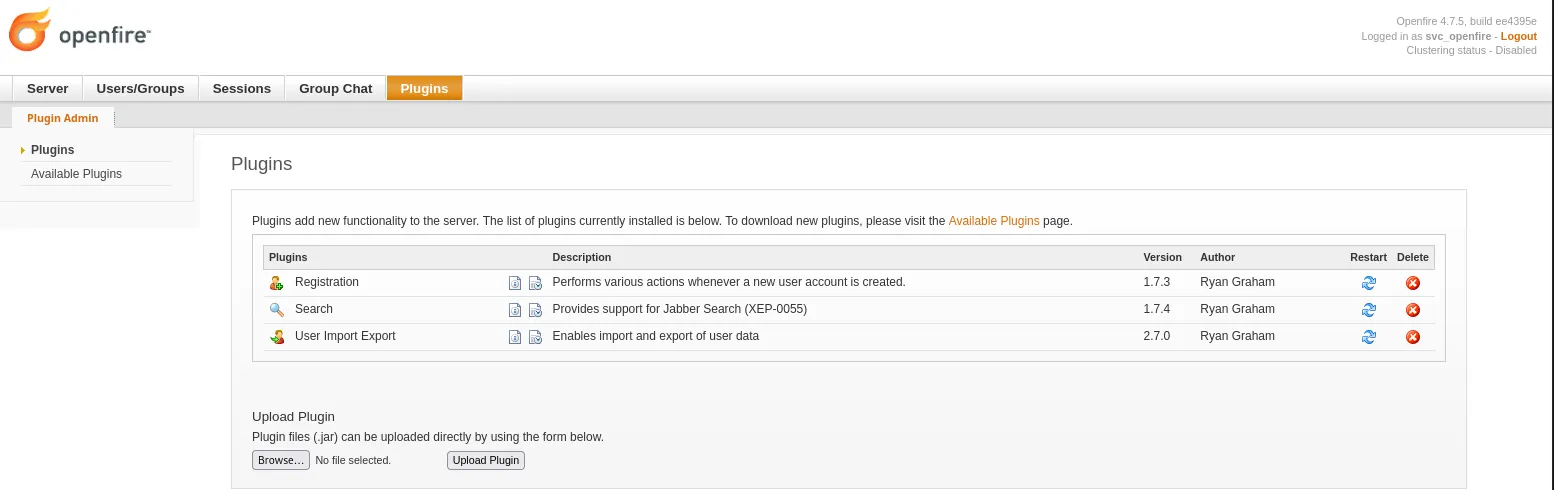 openfire™
Openfire 4.7.5, build ee4395e
Logged in as svc_openfire - Logout
Clustering status - Disabled
Server Users/Groups Sessions Group Chat Plugins
Plugin Admin
Plugins
Available Plugins
Plugins
Plugins add new functionality to the server. The list of plugins currently installed is below. To download new plugins, please visit the Available Plugins page.
Plugins Description Version Author Restart Delete
Registration Performs various actions whenever a new user account is created. 1.7.3 Ryan Graham
Search Provides support for Jabber Search (XEP-0055) 1.7.4 Ryan Graham
User Import Export Enables import and export of user data 2.7.0 Ryan Graham
Upload Plugin
Plugin files (.jar) can be uploaded directly by using the form below.
Browse... No file selected. Upload Plugin